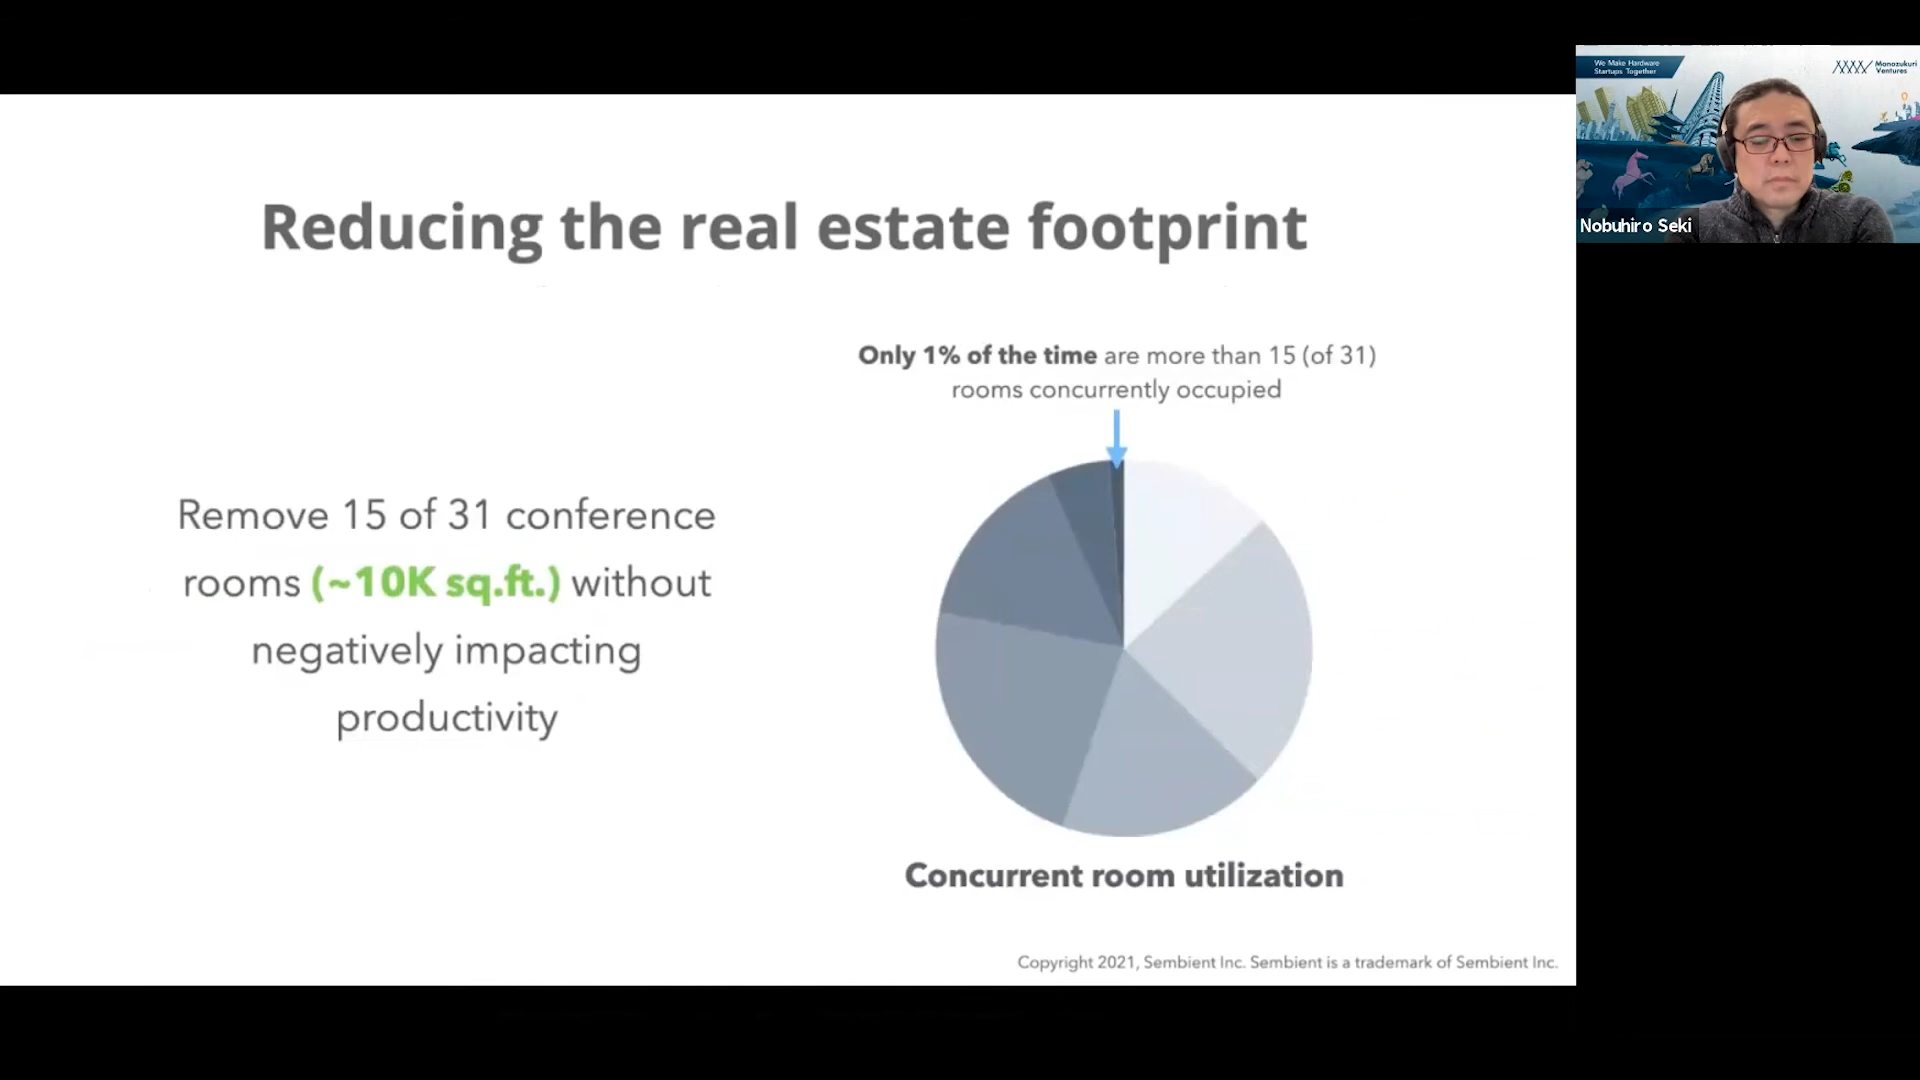 We Make Hardware
Startups Together
Monozukuri
Ventures
Nobuhiro Seki
Reducing the real estate footprint
Only 1% of the time are more than 15 (of 31)
rooms concurrently occupied
Remove 15 of 31 conference
rooms (~10K sq.ft.) without
negatively impacting
productivity
Concurrent room utilization
Copyright 2021, Sembient Inc. Sembient is a trademark of Sembient Inc.